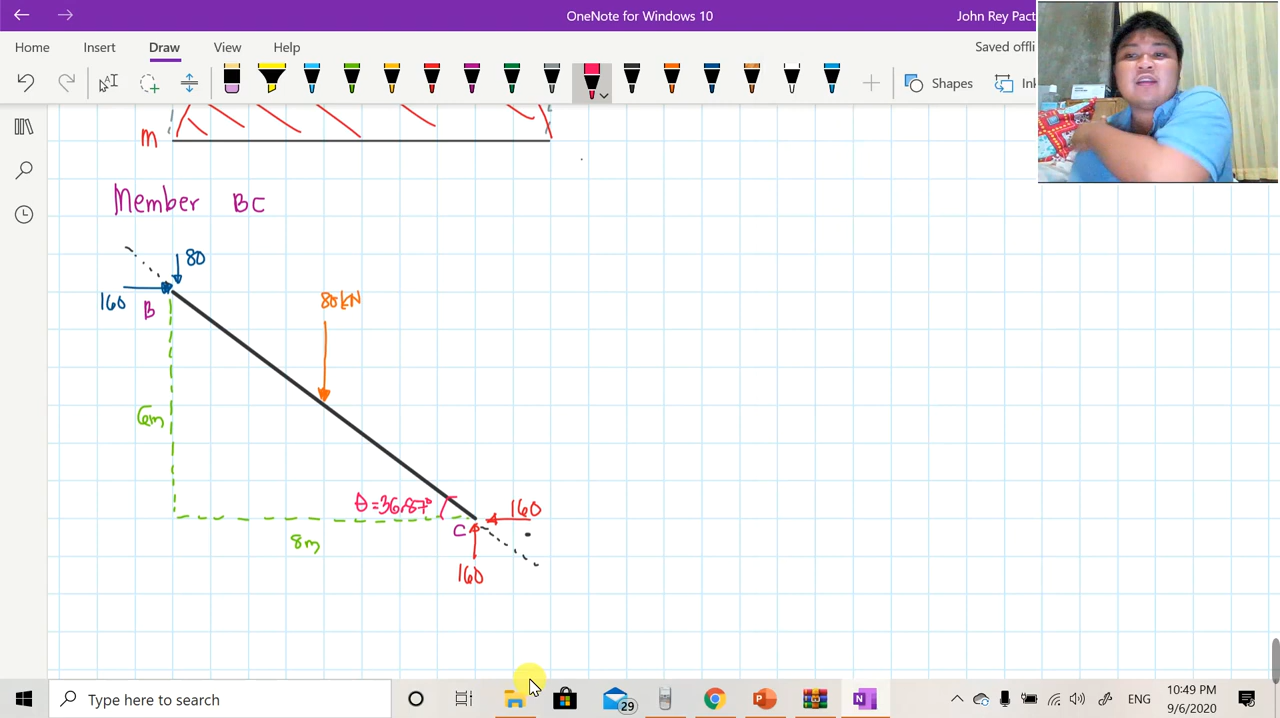 OneNote for Windows 10
John Rey Pact
Home Insert Draw View Help
Saved offli
Shapes
Ink
M
Member BC
80
160
B
80kN
6m
θ=36.87°
160
C
8m
160
Type here to search
29
ENG
10:49 PM
9/6/2020